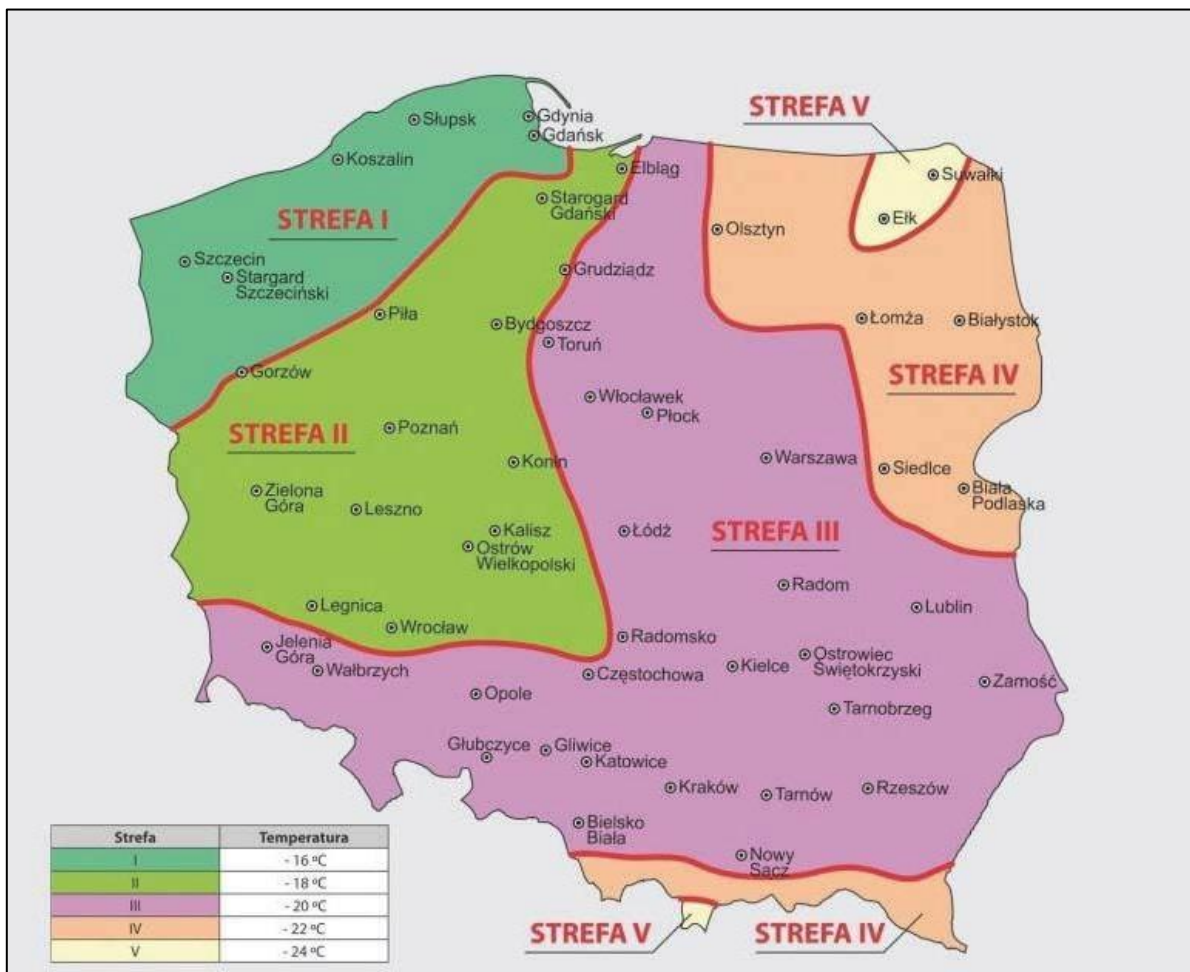 STREFA V
Słupsk
Gdynia
Gdańsk
Koszalin
Elbląg
Suwałki
Starogard
Gdański
STREFA I
Ełk
Olsztyn
Szczecin
Stargard
Szczeciński
Grudziądz
Piła
Bydgoszcz
Łomża
Białystok
Toruń
Gorzów
STREFA IV
Włocławek
Płock
STREFA II
Poznań
Konin
Warszawa
Siedlce
Zielona
Góra
Biała
Podlaska
Leszno
Kalisz
Łódź
STREFA III
Ostrów
Wielkopolski
Radom
Legnica
Lublin
Wrocław
Radomsko
Jelenia
Góra
Wałbrzych
Częstochowa
Kielce
Ostrowiec
Świętokrzyski
Zamość
Opole
Tarnobrzeg
Głubczyce
Gliwice
Katowice
Kraków
Tarnów
Rzeszów
Bielsko
Biała
Nowy
Sącz
Strefa Temperatura
I - 16 ºC
II - 18 ºC
III - 20 ºC
IV - 22 ºC
V - 24 ºC
STREFA V
STREFA IV